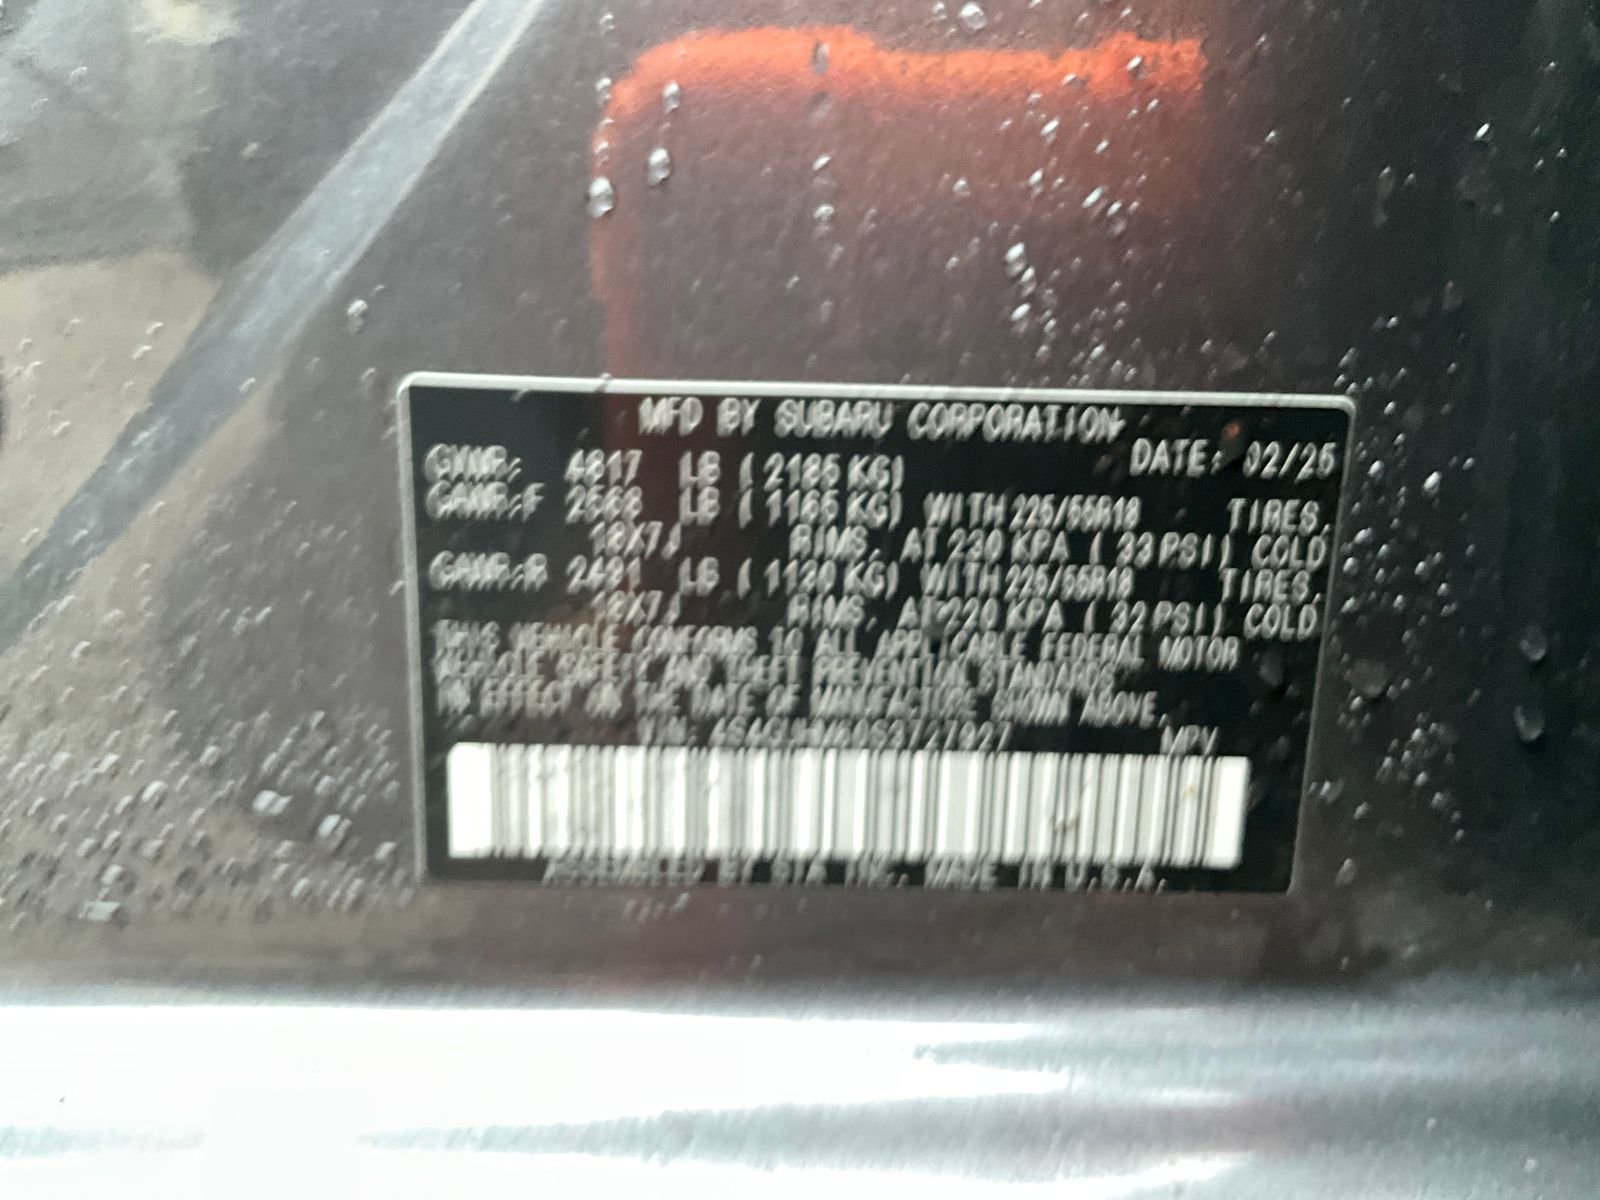 MFD BY SUBARU CORPORATION
DATE: 02/25
GVWR: 4817 LB ( 2185 KG)
GAWR:F 2568 LB ( 1165 KG) WITH 225/55R18 TIRES,
18X7J RIMS, AT 230 KPA ( 33 PSI) COLD
GAWR:R 2491 LB ( 1130 KG) WITH 225/55R18 TIRES,
18X7J RIMS, AT 220 KPA ( 32 PSI) COLD
THIS VEHICLE CONFORMS TO ALL APPLICABLE FEDERAL MOTOR
VEHICLE SAFETY AND THEFT PREVENTION STANDARDS
IN EFFECT ON THE DATE OF MANUFACTURE SHOWN ABOVE.
VIN: MPV
ASSEMBLED BY SIA INC., MADE IN U.S.A.